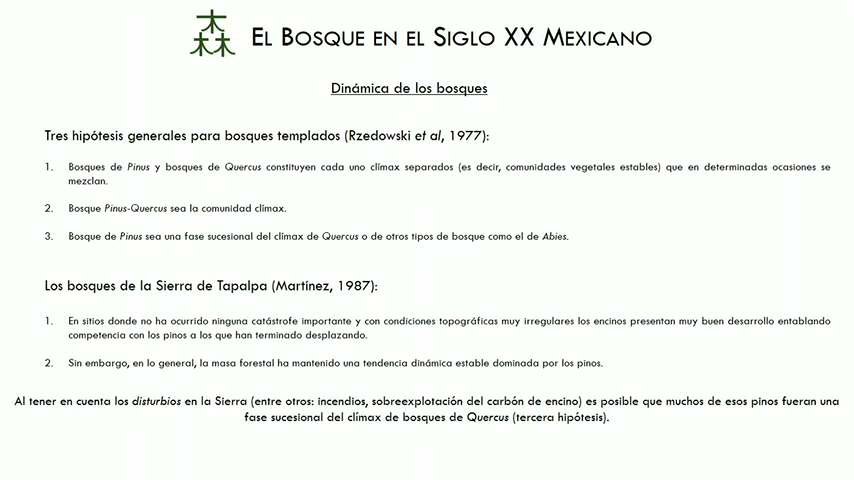 El Bosque en el Siglo XX Mexicano
Dinámica de los bosques
Tres hipótesis generales para bosques templados (Rzedowski et al, 1977):
1. Bosques de Pinus y bosques de Quercus constituyen cada uno clímax separados (es decir, comunidades vegetales estables) que en determinadas ocasiones se
mezclan.
2. Bosque Pinus-Quercus sea la comunidad clímax.
3. Bosque de Pinus sea una fase sucesional del clímax de Quercus o de otros tipos de bosque como el de Abies.
Los bosques de la Sierra de Tapalpa (Martínez, 1987):
1. En sitios donde no ha ocurrido ninguna catástrofe importante y con condiciones topográficas muy irregulares los encinos presentan muy buen desarrollo entablando
competencia con los pinos a los que han terminado desplazando.
2. Sin embargo, en lo general, la masa forestal ha mantenido una tendencia dinámica estable dominada por los pinos.
Al tener en cuenta los disturbios en la Sierra (entre otros: incendios, sobreexplotación del carbón de encino) es posible que muchos de esos pinos fueran una
fase sucesional del clímax de bosques de Quercus (tercera hipótesis).